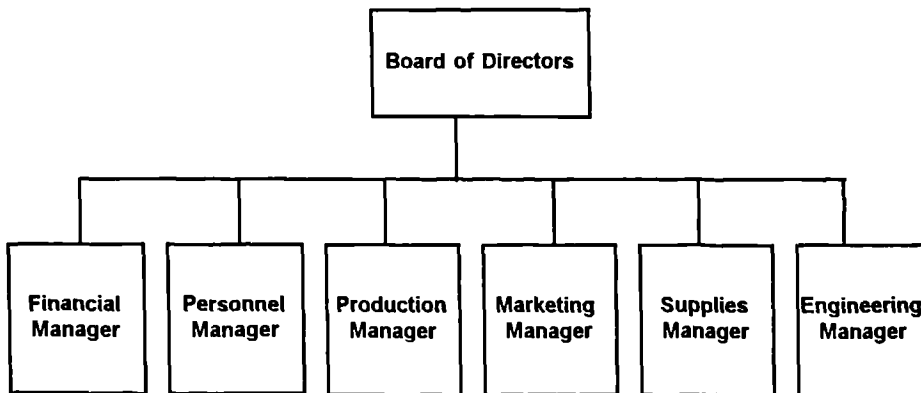 Board of Directors
Financial
Manager
Personnel
Manager
Production
Manager
Marketing
Manager
Supplies
Manager
Engineering
Manager